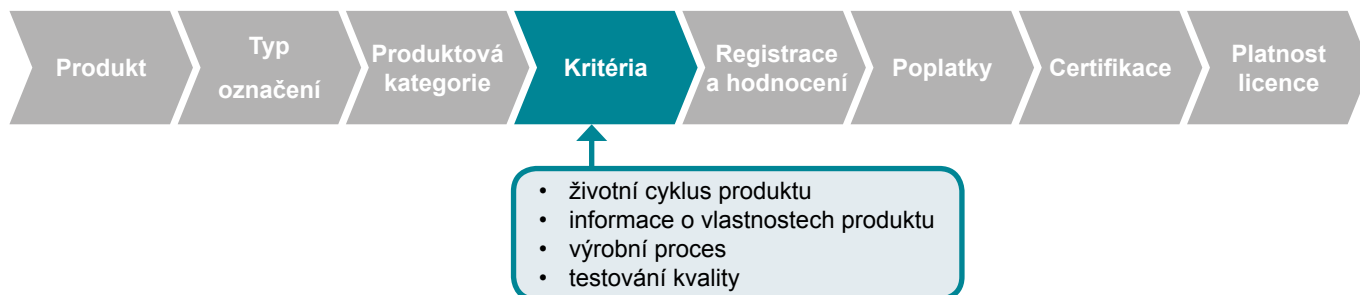 Produkt
Typ
označení
Produktová
kategorie
Kritéria
Registrace
a hodnocení
Poplatky
Certifikace
Platnost
licence
• životní cyklus produktu
• informace o vlastnostech produktu
• výrobní proces
• testování kvality